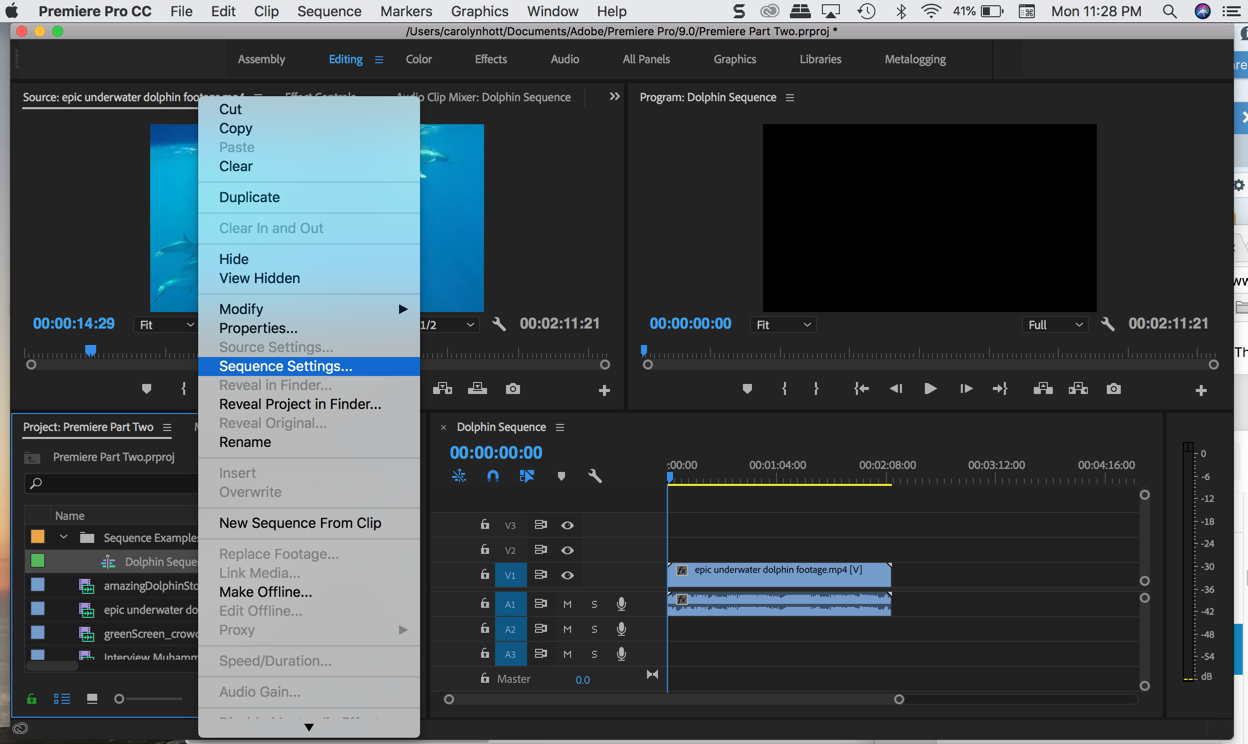 Premiere Pro CC File Edit Clip Sequence Markers Graphics Window Help 41% Mon 11:28 PM
/Users/carolynhott/Documents/Adobe/Premiere Pro/9.0/Premiere Part Two.prproj *
Assembly Editing Color Effects Audio All Panels Graphics Libraries Metalogging
Source: epic underwater dolphin footage.mp4 Effect Controls Audio Clip Mixer: Dolphin Sequence
Program: Dolphin Sequence
Cut
Copy
Paste
Clear
Duplicate
Clear In and Out
Hide
View Hidden
Modify
Properties...
Source Settings...
Sequence Settings...
Reveal in Finder...
Reveal Project in Finder...
Reveal Original...
Rename
Insert
Overwrite
New Sequence From Clip
Replace Footage...
Link Media...
Make Offline...
Edit Offline...
Proxy
Speed/Duration...
Audio Gain...
00:00:14:29 Fit 1/2 00:02:11:21
00:00:00:00 Fit Full 00:02:11:21
Project: Premiere Part Two
Premiere Part Two.prproj
Name
Sequence Example
Dolphin Seque
amazingDolphinSto
epic underwater do
greenScreen_crow
Interview Muhamm
Dolphin Sequence
00:00:00:00
:00:00 00:01:04:00 00:02:08:00 00:03:12:00 00:04:16:00
V3
V2
V1 fx epic underwater dolphin footage.mp4 [V]
A1 M S fx
A2 M S
A3 M S
Master 0.0
0
-6
-12
-18
-24
-30
-36
-42
-48
-54
dB